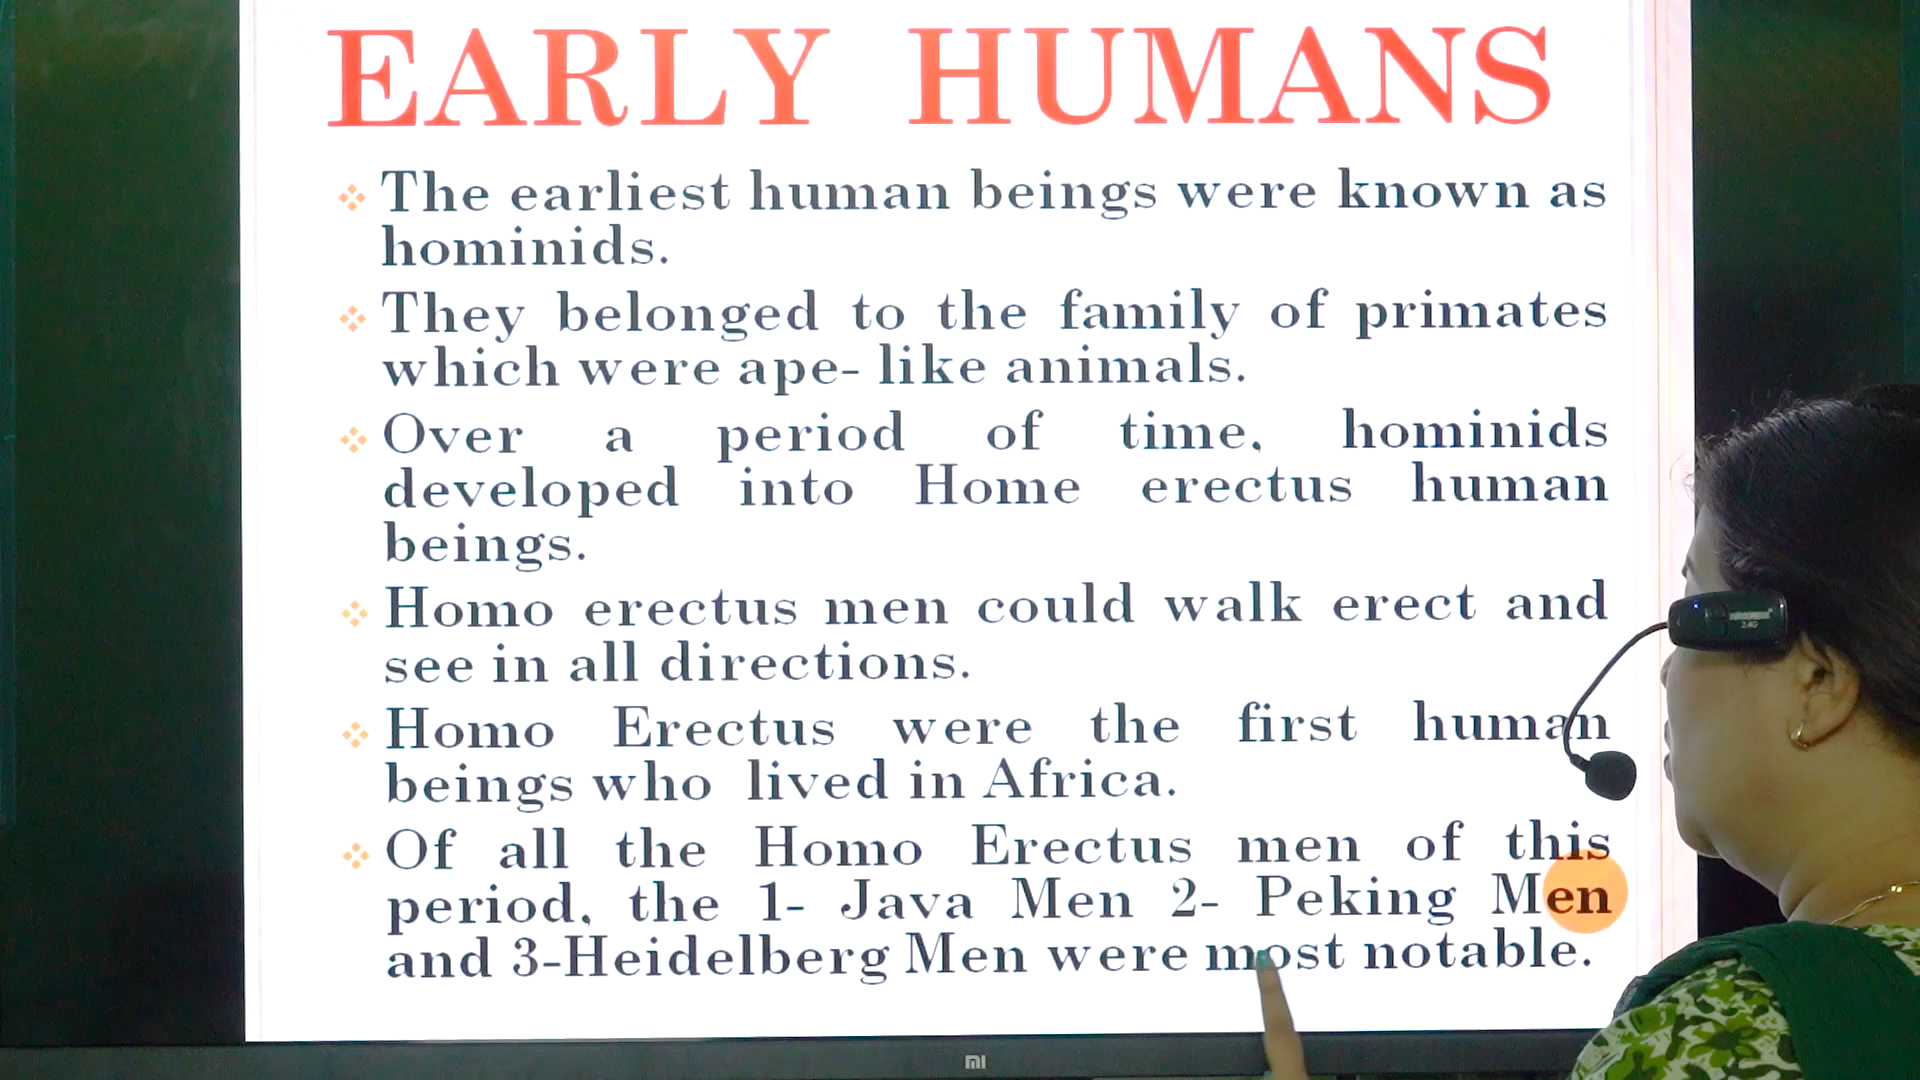 EARLY HUMANS
The earliest human beings were known as
hominids.
They belonged to the family of primates
which were ape- like animals.
Over a period of time, hominids
developed into Home erectus human
beings.
Homo erectus men could walk erect and
see in all directions.
Homo Erectus were the first human
beings who lived in Africa.
Of all the Homo Erectus men of this
period, the 1- Java Men 2- Peking Men
and 3-Heidelberg Men were most notable.
mi
2.4G